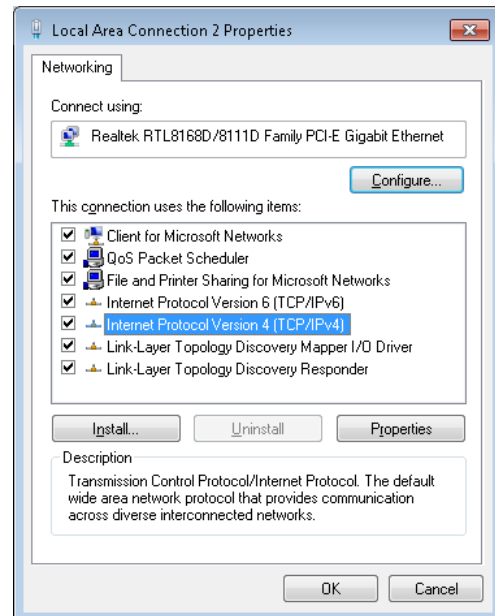 Local Area Connection 2 Properties
Networking
Connect using:
Realtek RTL8168D/8111D Family PCI-E Gigabit Ethernet
Configure...
This connection uses the following items:
Client for Microsoft Networks
QoS Packet Scheduler
File and Printer Sharing for Microsoft Networks
Internet Protocol Version 6 (TCP/IPv6)
Internet Protocol Version 4 (TCP/IPv4)
Link-Layer Topology Discovery Mapper I/O Driver
Link-Layer Topology Discovery Responder
Install... Uninstall Properties
Description
Transmission Control Protocol/Internet Protocol. The default
wide area network protocol that provides communication
across diverse interconnected networks.
OK Cancel